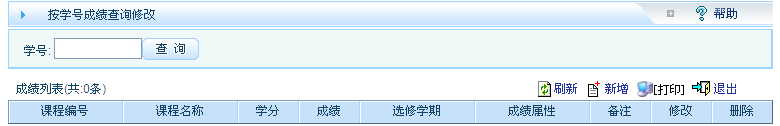 按学号成绩查询修改 帮助
学号: 查 询
成绩列表(共:0条) 刷新 新增 [打印] 退出
课程编号 课程名称 学分 成绩 选修学期 成绩属性 备注 修改 删除